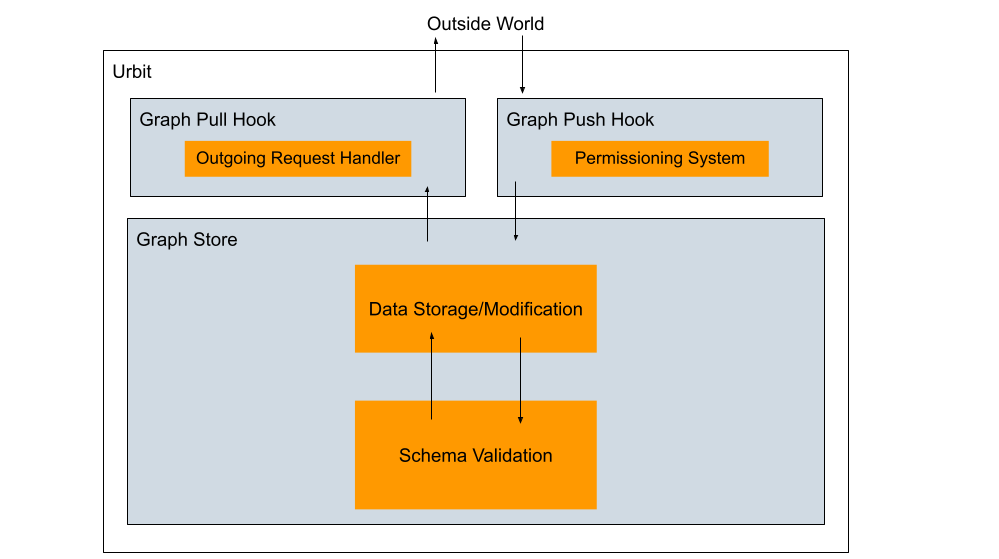 Outside World
Urbit
Graph Pull Hook
Outgoing Request Handler
Graph Push Hook
Permissioning System
Graph Store
Data Storage/Modification
Schema Validation